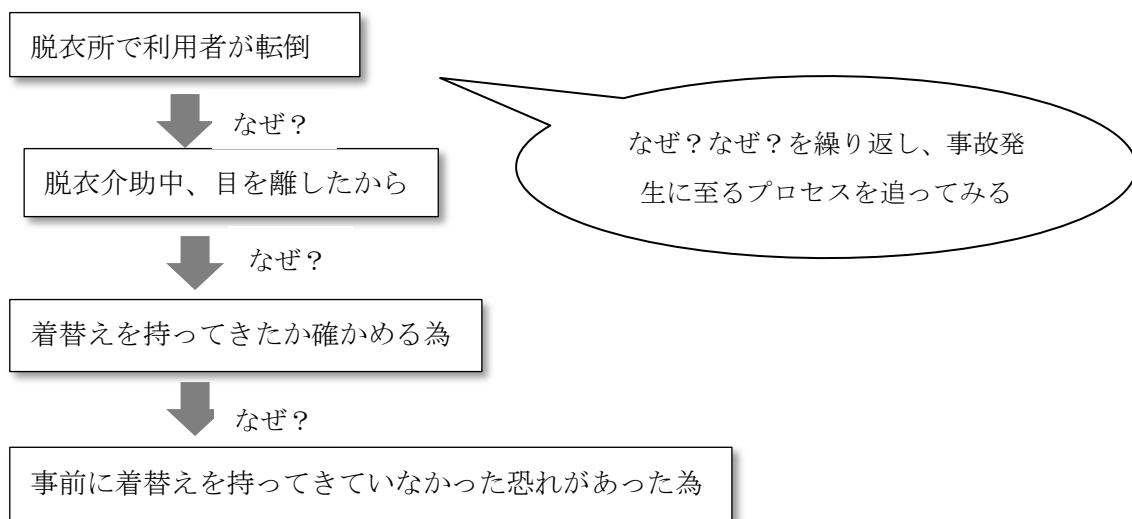 脱衣所で利用者が転倒
なぜ？
脱衣介助中、目を離したから
なぜ？
着替えを持ってきたか確かめる為
なぜ？
事前に着替えを持ってきていなかった恐れがあった為
なぜ？なぜ？を繰り返し、事故発
生に至るプロセスを追ってみる